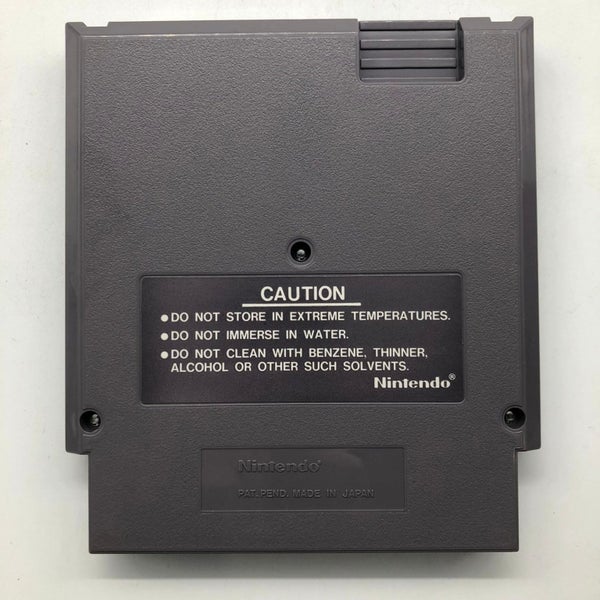 CAUTION
●DO NOT STORE IN EXTREME TEMPERATURES.
●DO NOT IMMERSE IN WATER.
●DO NOT CLEAN WITH BENZENE, THINNER,
ALCOHOL OR OTHER SUCH SOLVENTS.
Nintendo®
Nintendo®
PAT. PEND. MADE IN JAPAN